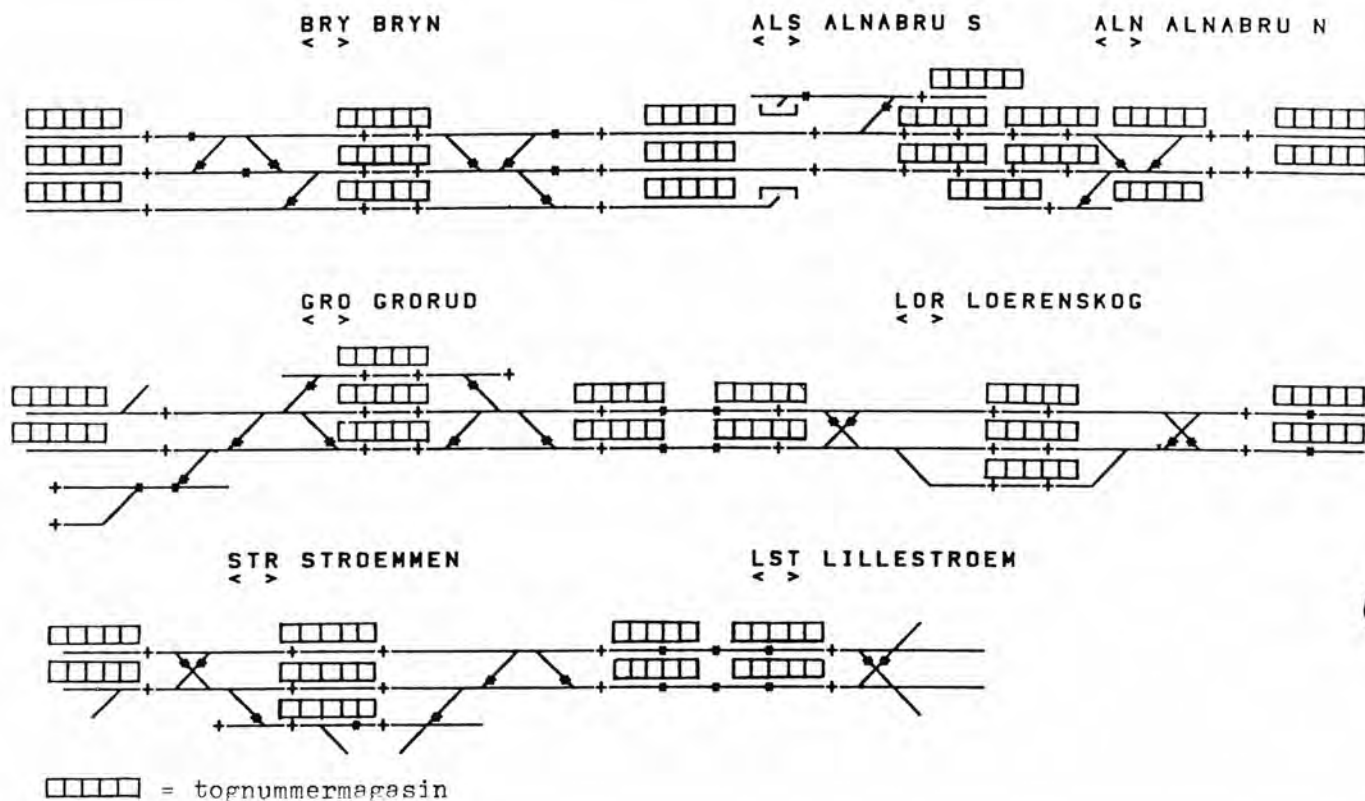 BRY BRYN
< >
ALS ALNABRU S
< >
ALN ALNABRU N
< >
GRO GRORUD
< >
LOR LOERENSKOG
< >
STR STROEMMEN
< >
LST LILLESTROEM
< >
= tognummermagasin